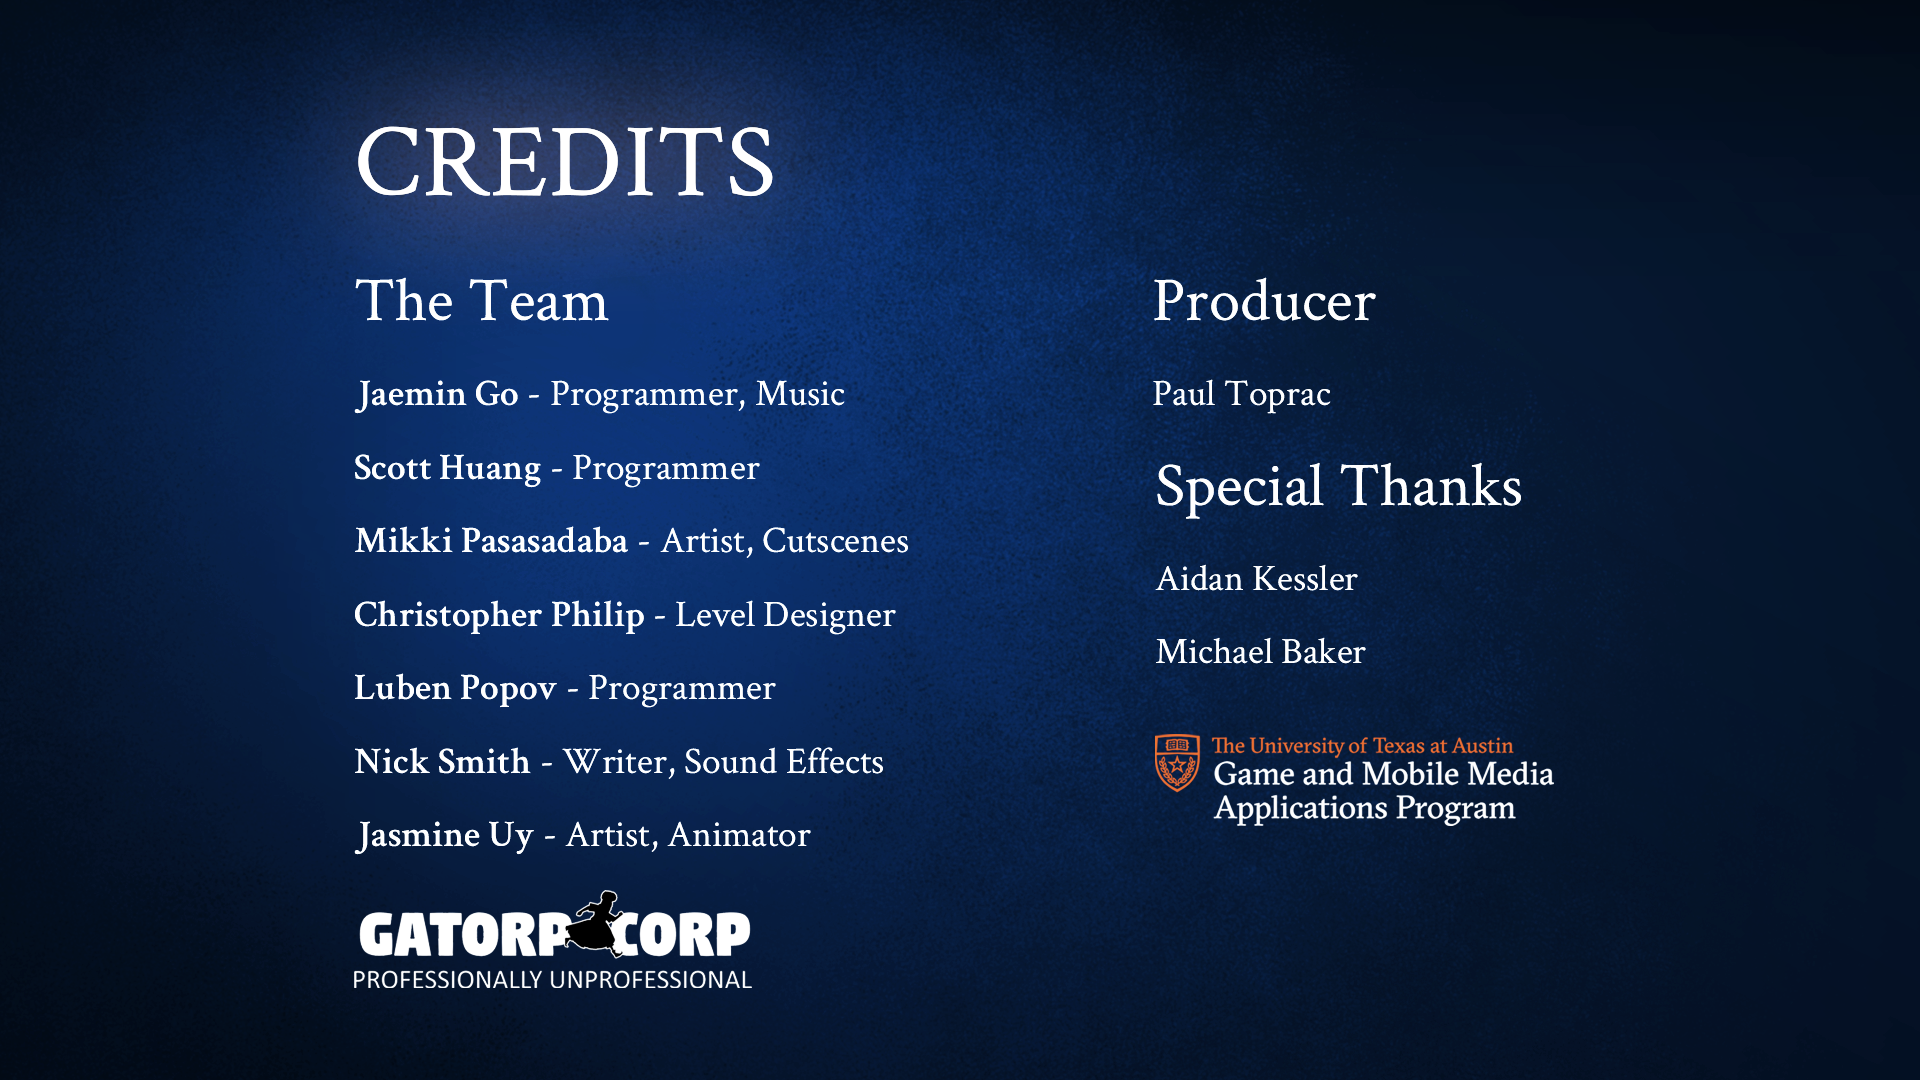 CREDITS
The Team
Jaemin Go - Programmer, Music
Scott Huang - Programmer
Mikki Pasasadaba - Artist, Cutscenes
Christopher Philip - Level Designer
Luben Popov - Programmer
Nick Smith - Writer, Sound Effects
Jasmine Uy - Artist, Animator
GATORP CORP
PROFESSIONALLY UNPROFESSIONAL
Producer
Paul Toprac
Special Thanks
Aidan Kessler
Michael Baker
The University of Texas at Austin
Game and Mobile Media
Applications Program